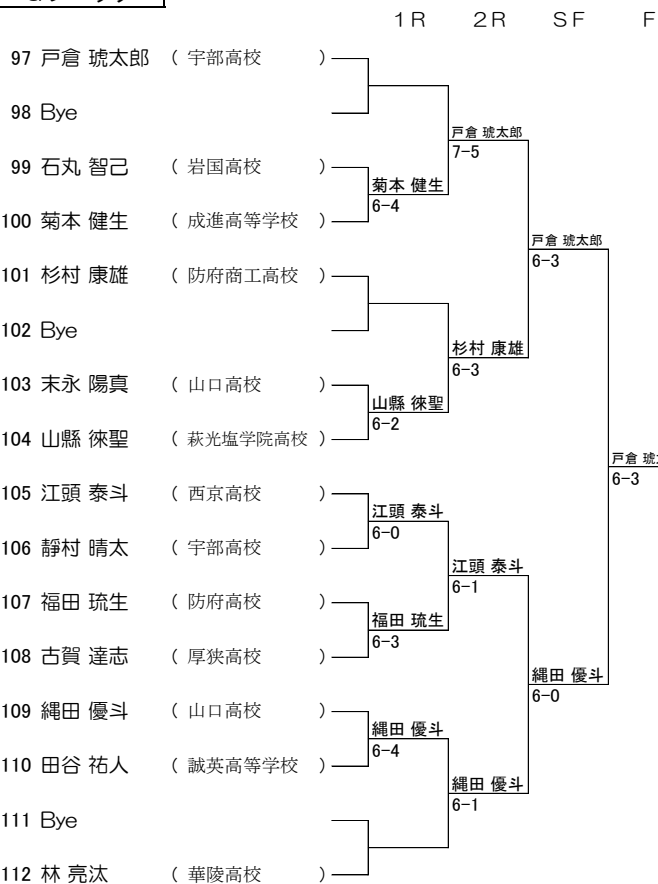 1R 2R SF F
97 戸倉 琥太郎 ( 宇部高校 )
98 Bye
戸倉 琥太郎
7-5
99 石丸 智己 ( 岩国高校 )
菊本 健生
6-4
100 菊本 健生 ( 成進高等学校 )
戸倉 琥太郎
6-3
101 杉村 康雄 ( 防府商工高校 )
102 Bye
杉村 康雄
6-3
103 末永 陽真 ( 山口高校 )
山縣 徠聖
6-2
104 山縣 徠聖 ( 萩光塩学院高校 )
戸倉 琥
6-3
105 江頭 泰斗 ( 西京高校 )
江頭 泰斗
6-0
106 靜村 晴太 ( 宇部高校 )
江頭 泰斗
6-1
107 福田 琉生 ( 防府高校 )
福田 琉生
6-3
108 古賀 達志 ( 厚狭高校 )
縄田 優斗
6-0
109 縄田 優斗 ( 山口高校 )
縄田 優斗
6-4
110 田谷 祐人 ( 誠英高等学校 )
縄田 優斗
6-1
111 Bye
112 林 亮汰 ( 華陵高校 )